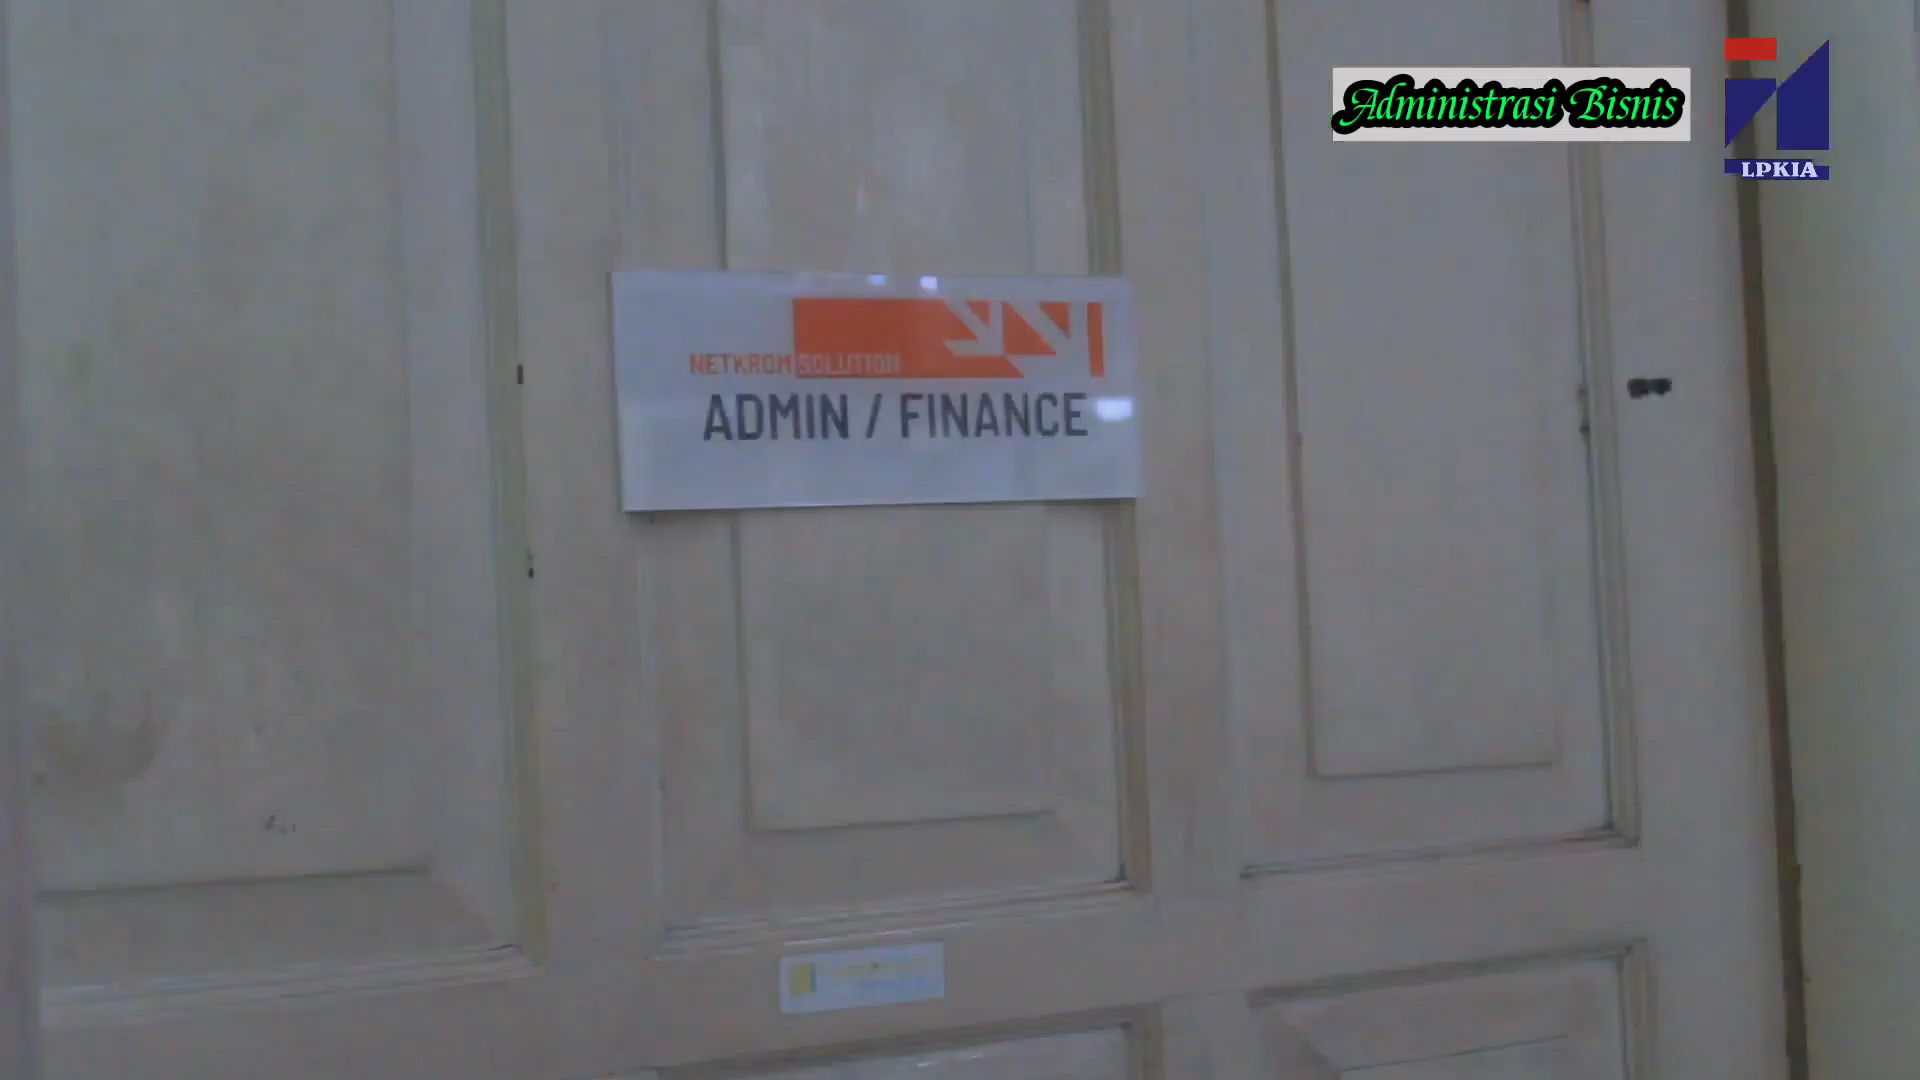 Administrasi Bisnis
LPKIA
NETKROM SOLUTION
ADMIN / FINANCE